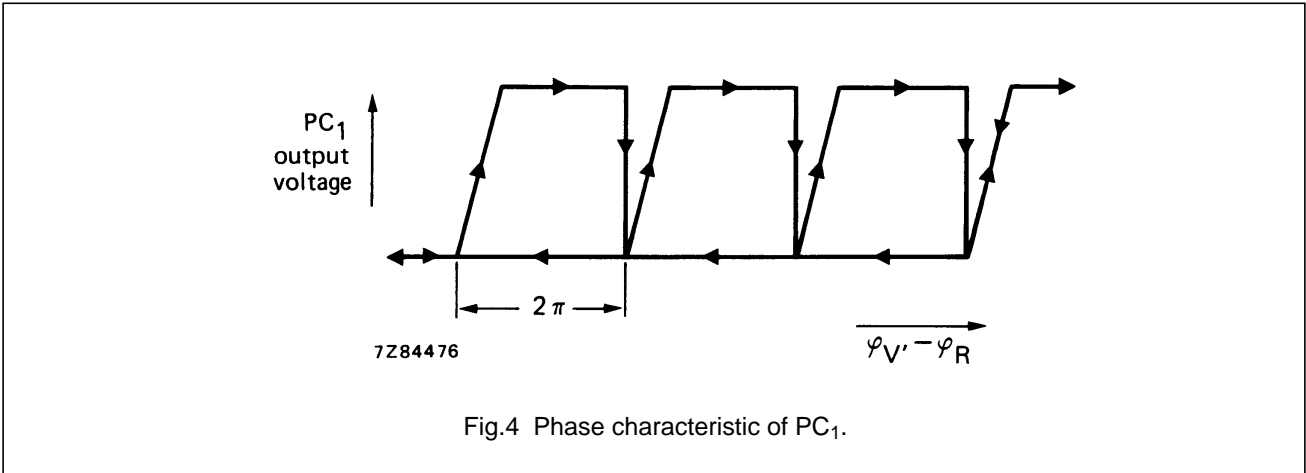 PC₁
output
voltage
2π
7Z84476
φV' − φR
Fig.4 Phase characteristic of PC₁.